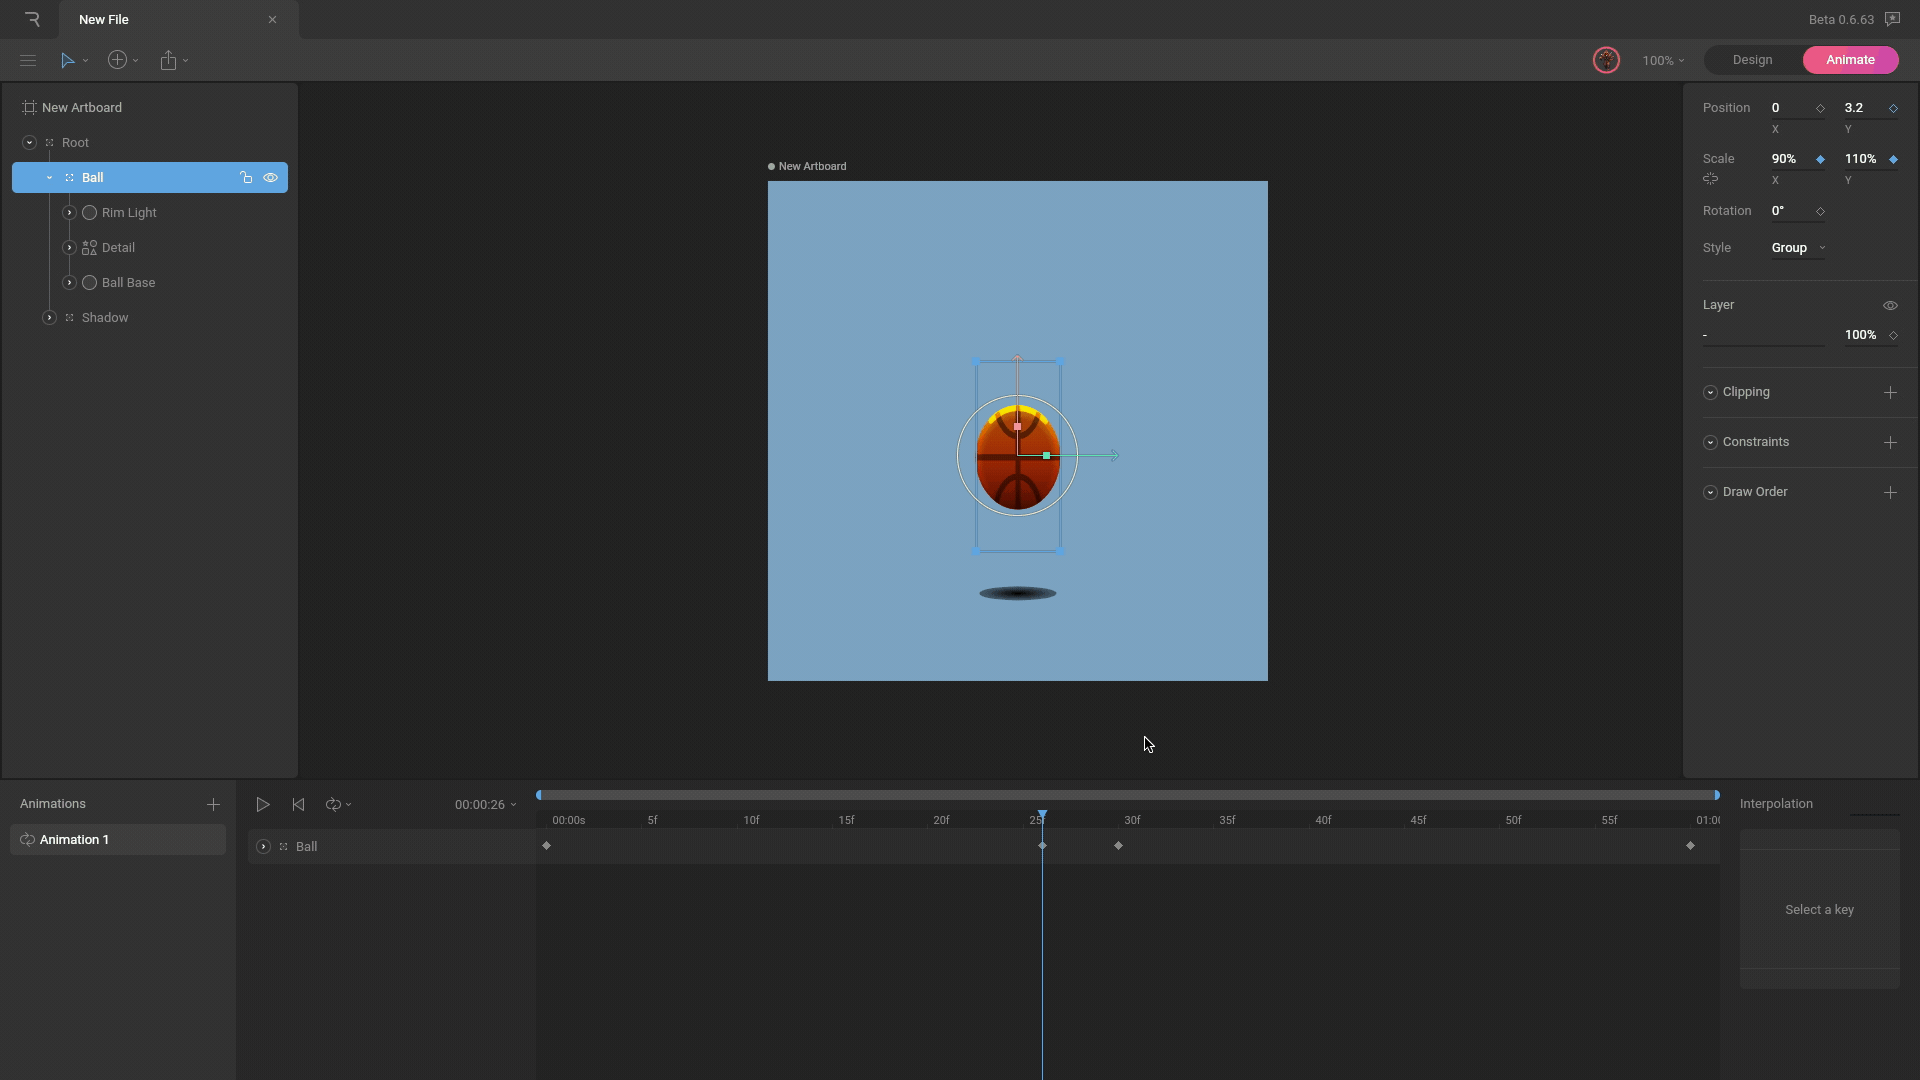 New File
Beta 0.6.63
100%
Design
Animate
New Artboard
Root
Ball
Rim Light
Detail
Ball Base
Shadow
New Artboard
Position 0 3.2
X Y
Scale 90% 110%
X Y
Rotation 0°
Style Group
Layer
- 100%
Clipping
Constraints
Draw Order
Animations
Animation 1
00:00:26
00:00s 5f 10f 15f 20f 25f 30f 35f 40f 45f 50f 55f 01:00
Ball
Interpolation
Select a key